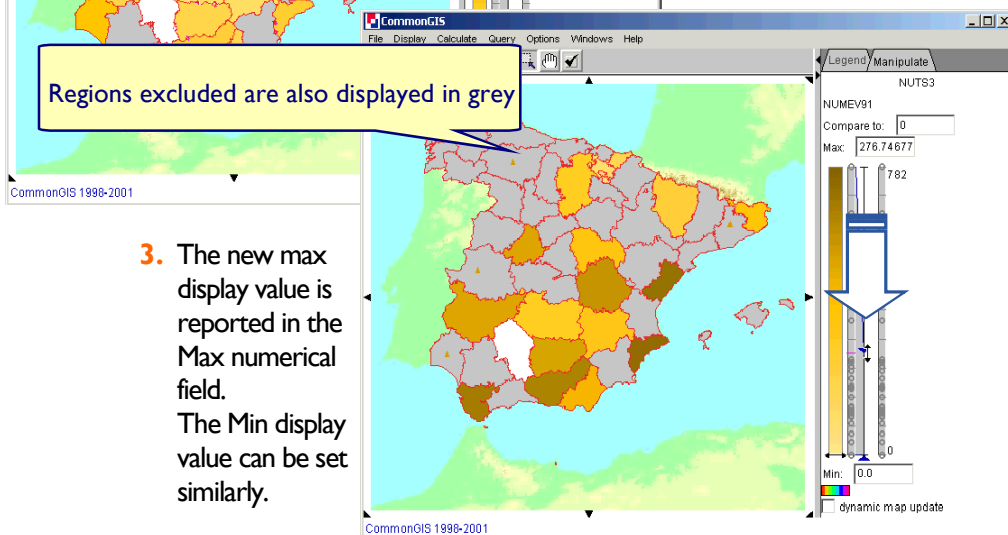 CommonGIS
File Display Calculate Query Options Windows Help
Regions excluded are also displayed in grey
Legend Manipulate
NUTS3
NUMEV91
Compare to: 0
Max: 276.74677
782
0
Min: 0.0
dynamic map update
CommonGIS 1998-2001
3. The new max
display value is
reported in the
Max numerical
field.
The Min display
value can be set
similarly.
CommonGIS 1998-2001